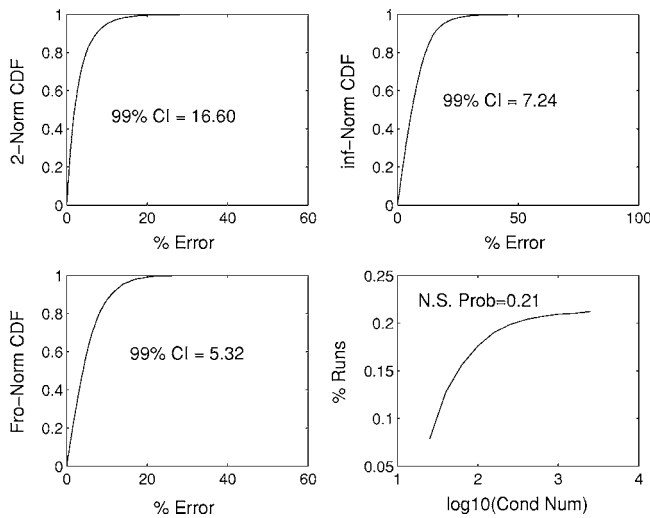 1
0.8
0.6
0.4
0.2
0
2-Norm CDF
99% CI = 16.60
0 20 40 60
% Error
1
0.8
0.6
0.4
0.2
0
inf-Norm CDF
99% CI = 7.24
0 50 100
% Error
1
0.8
0.6
0.4
0.2
0
Fro-Norm CDF
99% CI = 5.32
0 20 40 60
% Error
0.25
0.2
0.15
0.1
0.05
% Runs
N.S. Prob=0.21
1 2 3 4
log10(Cond Num)